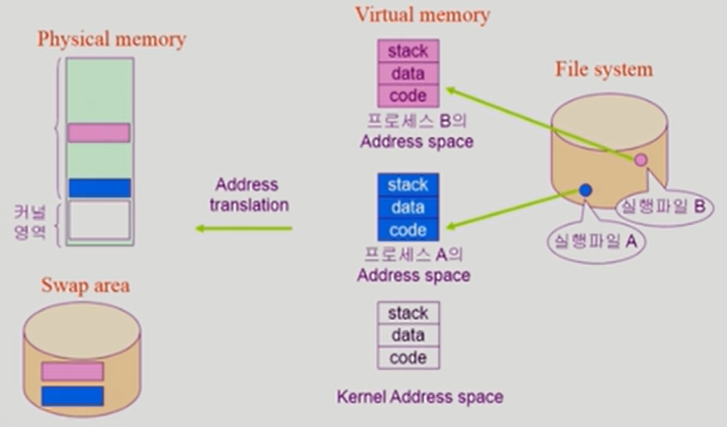 Virtual memory
Physical memory
File system
stack
data
code
프로세스 B의
Address space
Address
translation
stack
data
code
프로세스 A의
Address space
실행파일 B
실행파일 A
커널
영역
Swap area
stack
data
code
Kernel Address space